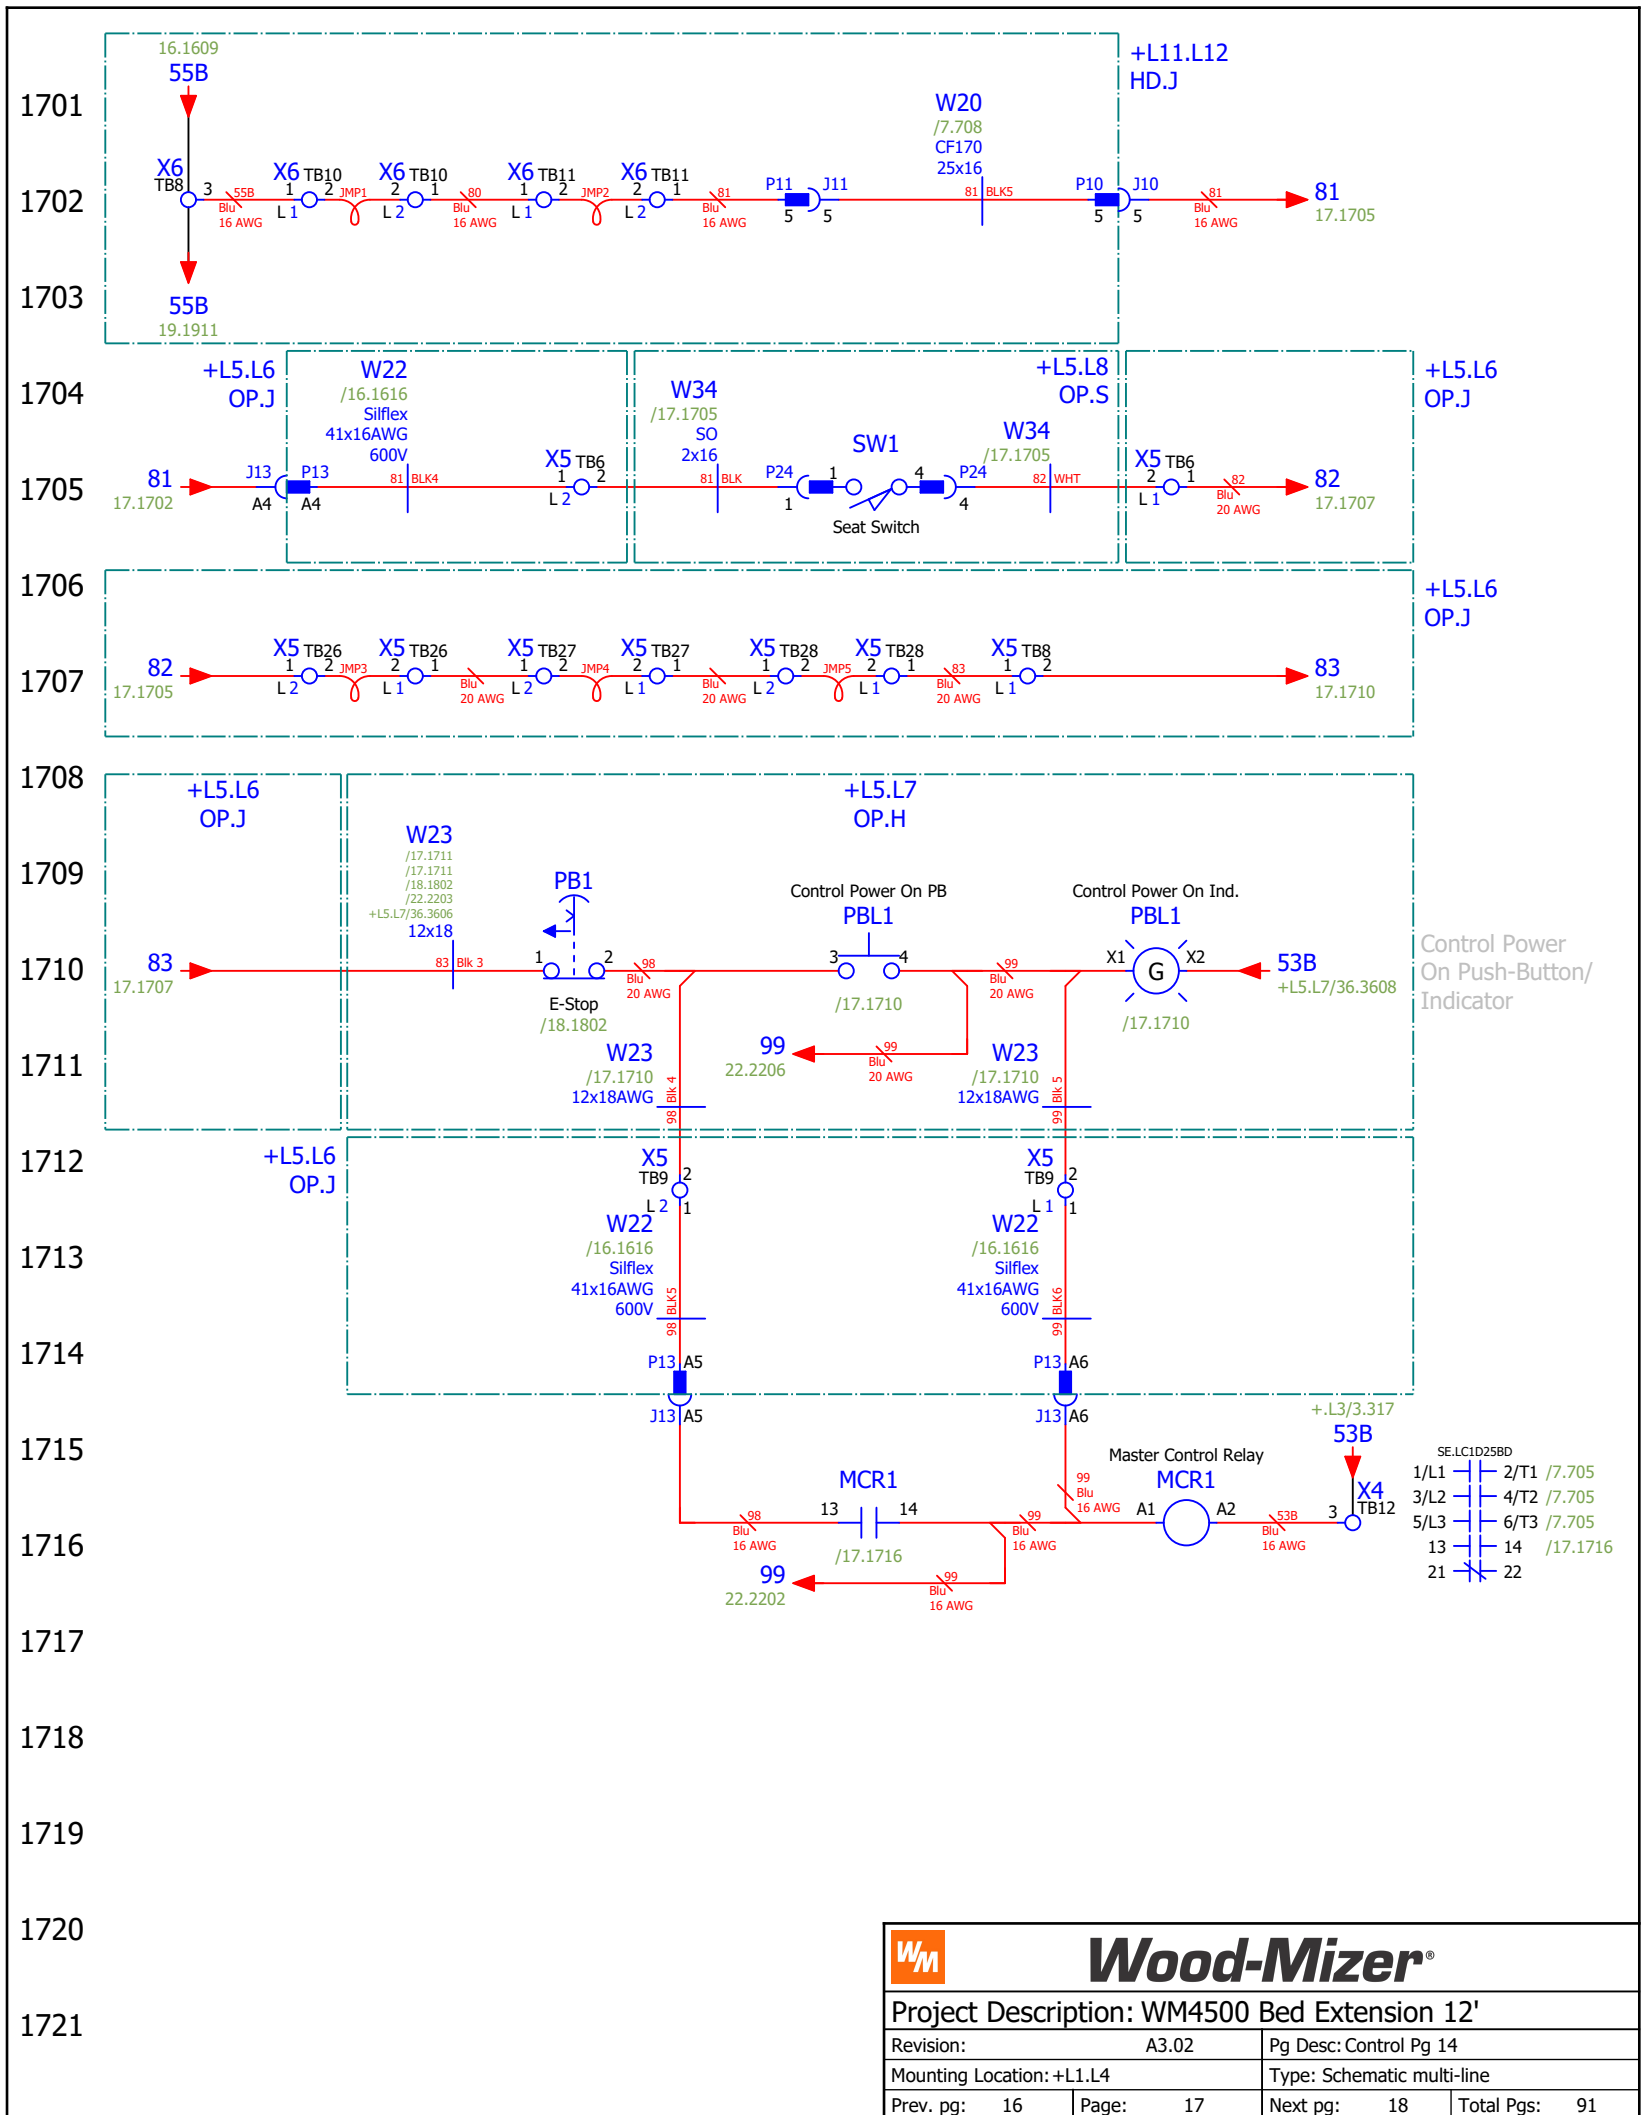 16.1609
55B
+L11.L12
HD.J
1701
W20
/7.708
CF170
25x16
X6
TB8
3
55B
Blu
16 AWG
X6 TB10
1 2
L 1
JMP1
X6 TB10
2 1
L 2
80
Blu
16 AWG
X6 TB11
1 2
L 1
JMP2
X6 TB11
2 1
L 2
81
Blu
16 AWG
P11 J11
5 5
81 BLK5
P10 J10
5 5
81
Blu
16 AWG
81
17.1705
1702
1703
55B
19.1911
+L5.L6
OP.J
W22
/16.1616
Silflex
41x16AWG
600V
W34
/17.1705
SO
2x16
+L5.L8
OP.S
W34
/17.1705
+L5.L6
OP.J
1704
1705
81
17.1702
J13 P13
A4 A4
81 BLK4
X5 TB6
1 2
L 2
81 BLK
P24
1
1
SW1
4
P24
4
Seat Switch
82 WHT
X5 TB6
2 1
L 1
82
Blu
20 AWG
82
17.1707
1706
+L5.L6
OP.J
1707
82
17.1705
X5 TB26
1 2
L 2
JMP3
X5 TB26
2 1
L 1
Blu
20 AWG
X5 TB27
1 2
L 2
JMP4
X5 TB27
2 1
L 1
Blu
20 AWG
X5 TB28
1 2
L 2
JMP5
X5 TB28
2 1
L 1
83
Blu
20 AWG
X5 TB8
1 2
L 1
83
17.1710
1708
+L5.L6
OP.J
+L5.L7
OP.H
1709
W23
/17.1711
/17.1711
/18.1802
/22.2203
+L5.L7/36.3606
12x18
PB1
Control Power On PB
PBL1
Control Power On Ind.
PBL1
1710
83
17.1707
83 Blk 3
1 2
E-Stop
/18.1802
98
Blu
20 AWG
3 4
/17.1710
99
Blu
20 AWG
X1 G X2
/17.1710
53B
+L5.L7/36.3608
Control Power
On Push-Button/
Indicator
1711
W23
/17.1710
12x18AWG
98 Blk 4
99
22.2206
99
Blu
20 AWG
W23
/17.1710
12x18AWG
99 Blk 5
1712
+L5.L6
OP.J
X5
TB9
2
L 2
1
X5
TB9
2
L 1
1
1713
W22
/16.1616
Silflex
41x16AWG
600V
98 BLK5
W22
/16.1616
Silflex
41x16AWG
600V
99 BLK6
1714
P13 A5
J13 A5
P13 A6
J13 A6
1715
+.L3/3.317
53B
MCR1
99
Blu
16 AWG
Master Control Relay
MCR1
X4
TB12
3
98
Blu
16 AWG
13 14
/17.1716
99
Blu
16 AWG
A1 A2
53B
Blu
16 AWG
SE.LC1D25BD
1/L1 2/T1 /7.705
3/L2 4/T2 /7.705
5/L3 6/T3 /7.705
13 14 /17.1716
21 22
1716
99
22.2202
99
Blu
16 AWG
1717
1718
1719
1720
1721
WM
Wood-Mizer®
Project Description: WM4500 Bed Extension 12'
Revision: A3.02
Pg Desc: Control Pg 14
Mounting Location: +L1.L4
Type: Schematic multi-line
Prev. pg: 16
Page: 17
Next pg: 18
Total Pgs: 91